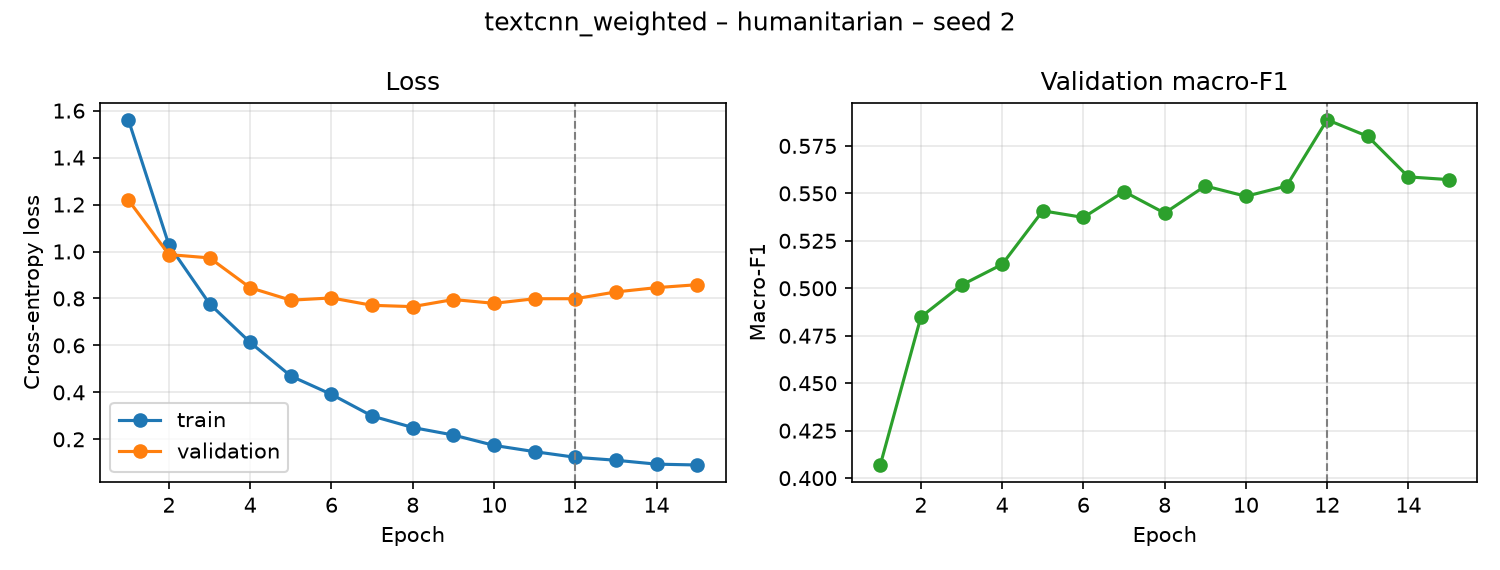 textcnn_weighted – humanitarian – seed 2
Loss
1.6
1.4
1.2
1.0
0.8
0.6
0.4
0.2
Cross-entropy loss
train
validation
2 4 6 8 10 12 14
Epoch
Validation macro-F1
0.575
0.550
0.525
0.500
0.475
0.450
0.425
0.400
Macro-F1
2 4 6 8 10 12 14
Epoch